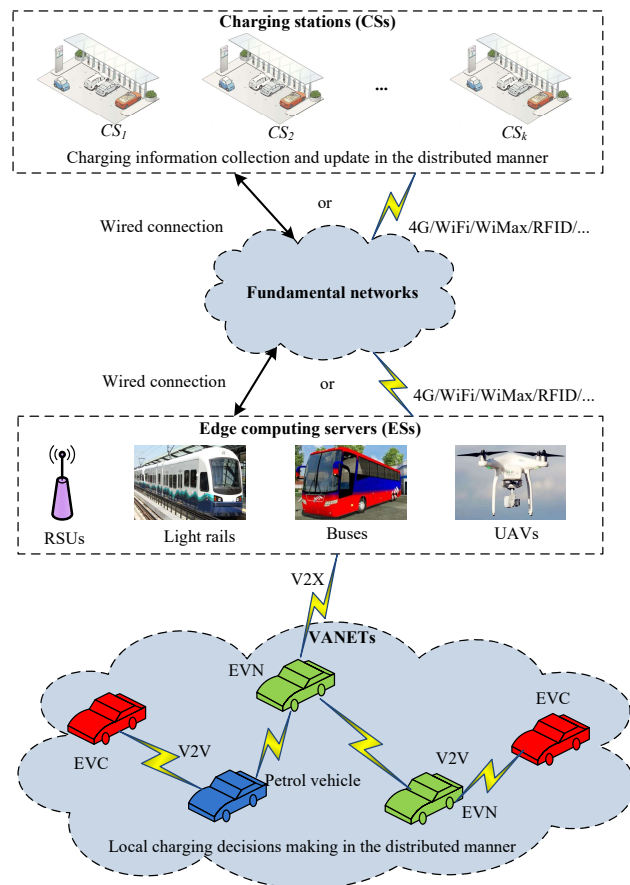 Charging stations (CSs)
CS1
CS2
...
CSk
Charging information collection and update in the distributed manner
or
Wired connection
4G/WiFi/WiMax/RFID/...
Fundamental networks
Wired connection
or
4G/WiFi/WiMax/RFID/...
Edge computing servers (ESs)
RSUs
Light rails
Buses
UAVs
V2X
VANETs
EVN
EVC
EVC
V2V
V2V
Petrol vehicle
EVN
Local charging decisions making in the distributed manner